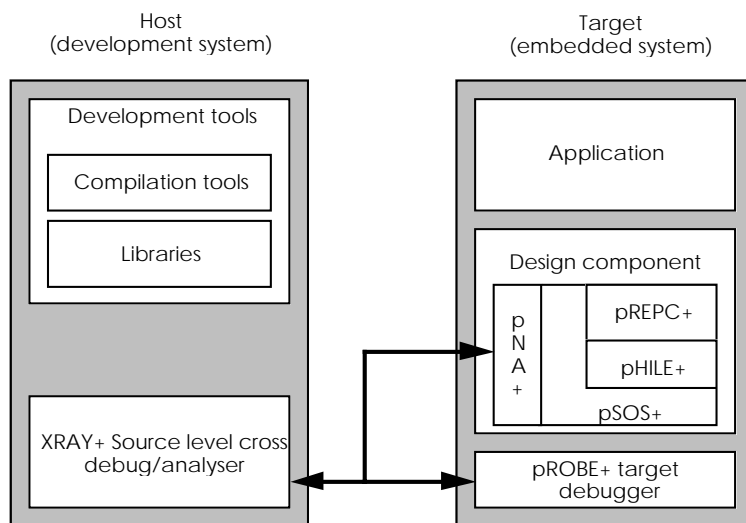 Host
(development system)
Development tools
Compilation tools
Libraries
XRAY+ Source level cross
debug/analyser
Target
(embedded system)
Application
Design component
p
N
A
+
pREPC+
pHILE+
pSOS+
pROBE+ target
debugger